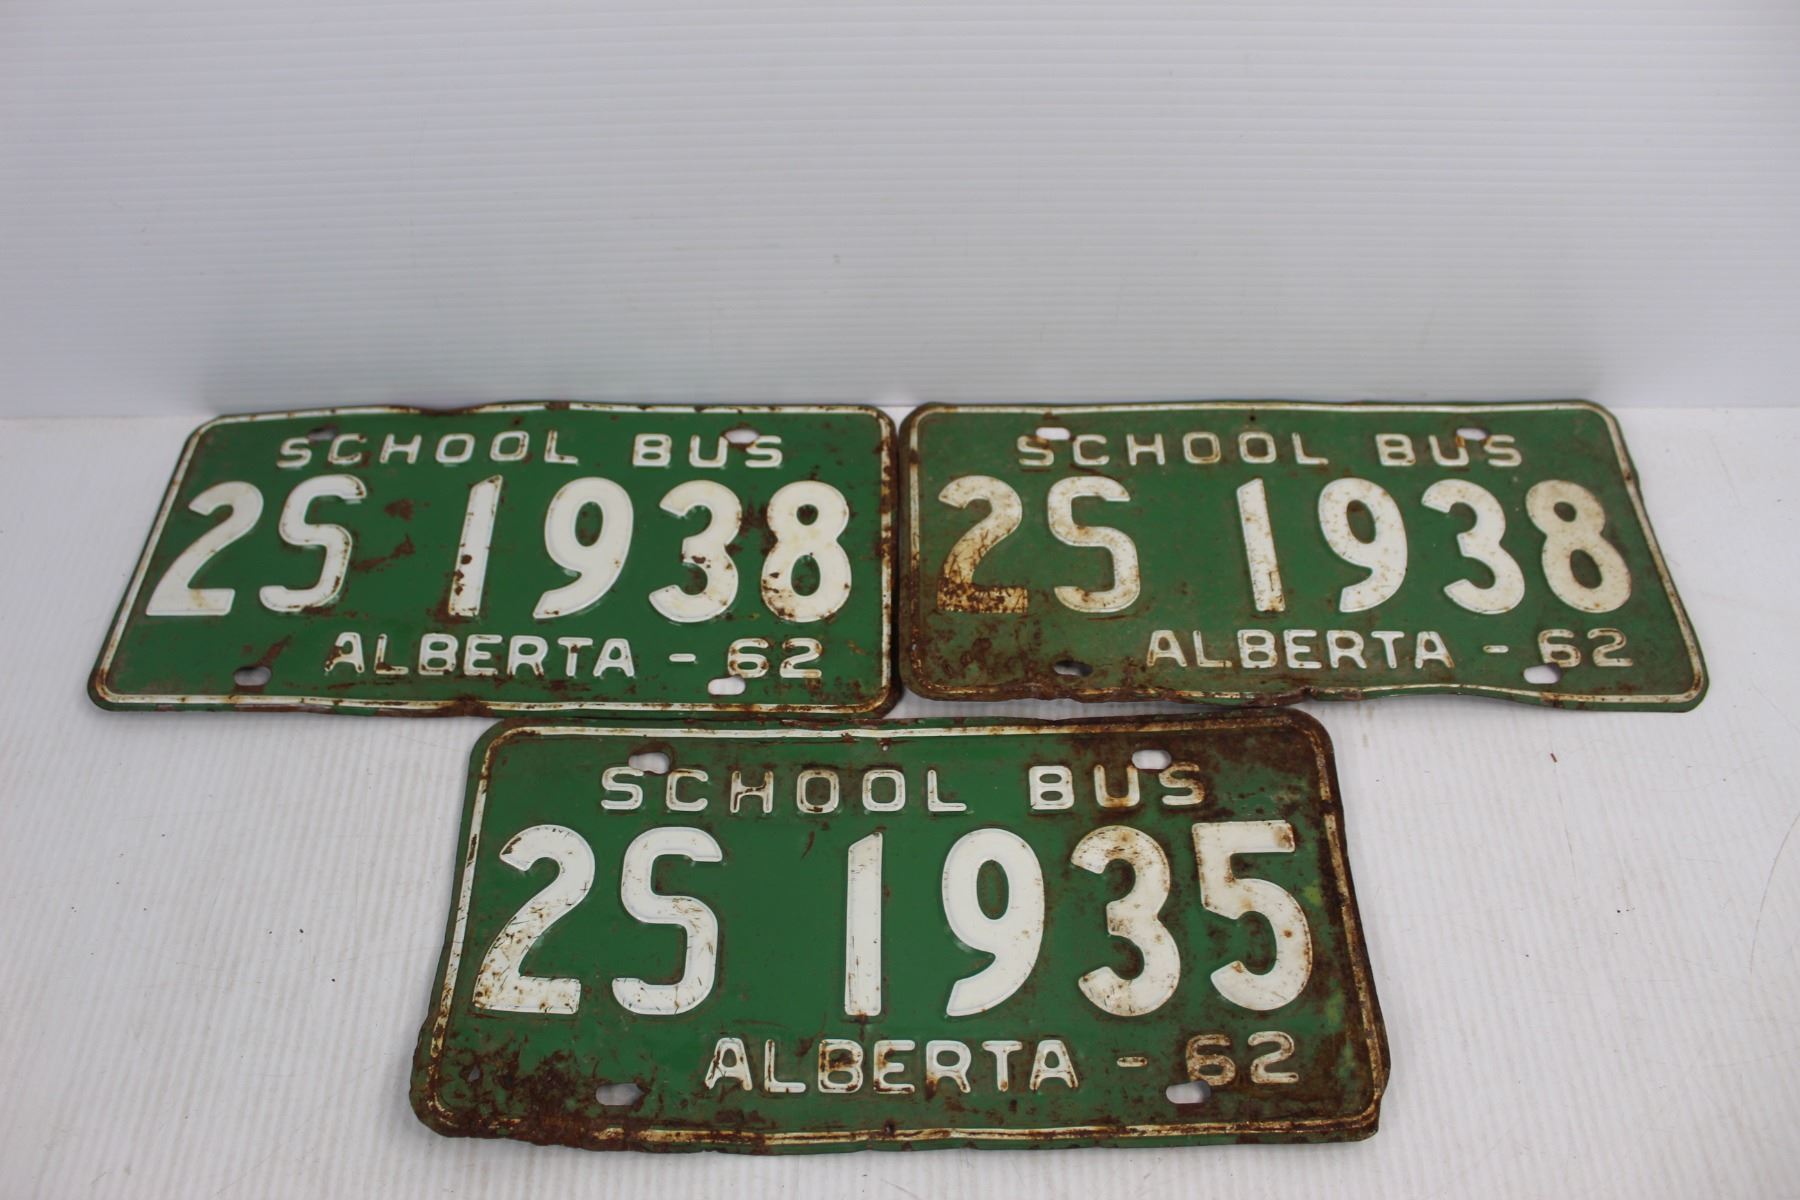 SCHOOL BUS
2S 1938
ALBERTA - 62
SCHOOL BUS
2S 1938
ALBERTA - 62
SCHOOL BUS
2S 1935
ALBERTA - 62